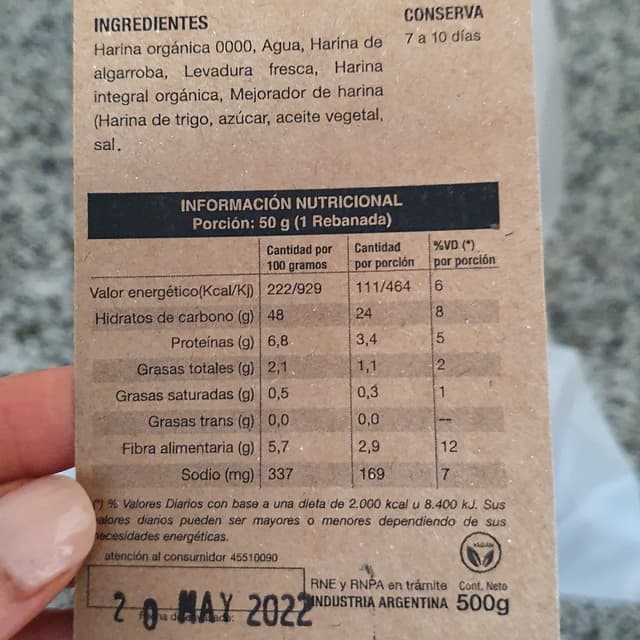 INGREDIENTES
Harina orgánica 0000, Agua, Harina de
algarroba, Levadura fresca, Harina
integral orgánica, Mejorador de harina
(Harina de trigo, azúcar, aceite vegetal,
sal.
CONSERVA
7 a 10 días
INFORMACIÓN NUTRICIONAL
Porción: 50 g (1 Rebanada)
Cantidad por 100 gramos Cantidad por porción %VD (*) por porción
Valor energético(Kcal/Kj) 222/929 111/464 6
Hidratos de carbono (g) 48 24 8
Proteínas (g) 6,8 3,4 5
Grasas totales (g) 2,1 1,1 2
Grasas saturadas (g) 0,5 0,3 1
Grasas trans (g) 0,0 0,0 --
Fibra alimentaria (g) 5,7 2,9 12
Sodio (mg) 337 169 7
(*) % Valores Diarios con base a una dieta de 2.000 kcal u 8.400 kJ. Sus
valores diarios pueden ser mayores o menores dependiendo de sus
necesidades energéticas.
atención al consumidor 45510090
VEGAN
RNE y RNPA en trámite
INDUSTRIA ARGENTINA
Cont. Neto
500g
20 MAY 2022